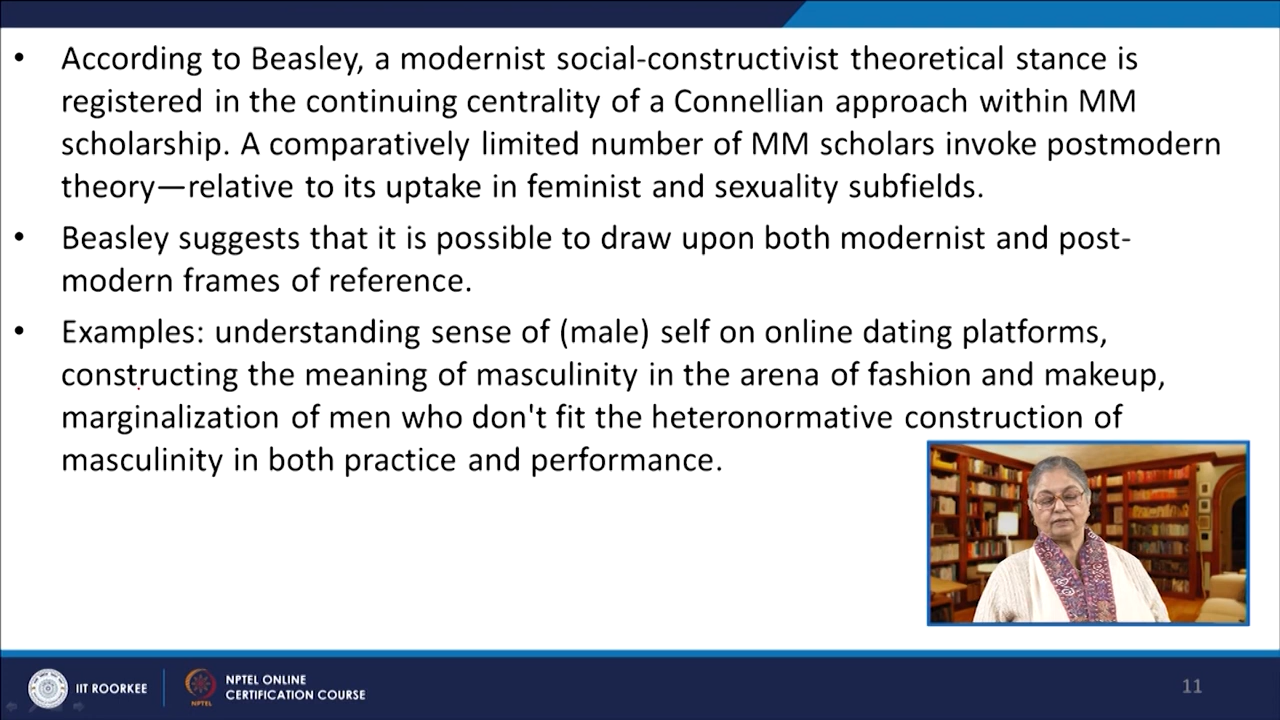 • According to Beasley, a modernist social-constructivist theoretical stance is
registered in the continuing centrality of a Connellian approach within MM
scholarship. A comparatively limited number of MM scholars invoke postmodern
theory—relative to its uptake in feminist and sexuality subfields.
• Beasley suggests that it is possible to draw upon both modernist and post-
modern frames of reference.
• Examples: understanding sense of (male) self on online dating platforms,
constructing the meaning of masculinity in the arena of fashion and makeup,
marginalization of men who don't fit the heteronormative construction of
masculinity in both practice and performance.
IIT ROORKEE
NPTEL
NPTEL ONLINE
CERTIFICATION COURSE
11